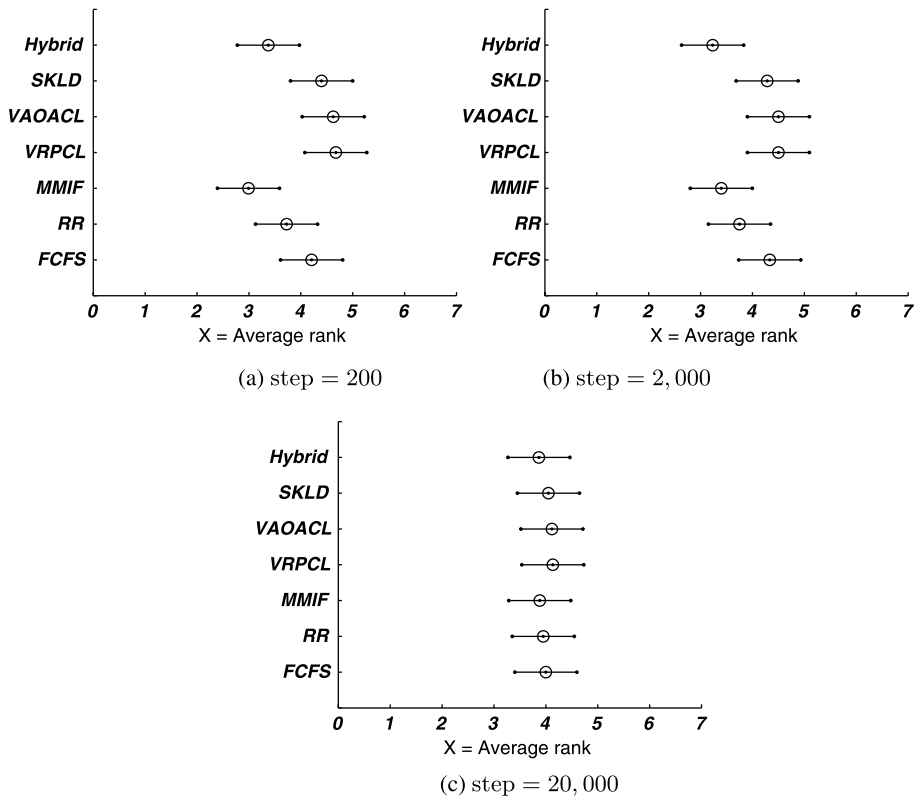 Hybrid
SKLD
VAOACL
VRPCL
MMIF
RR
FCFS
0 1 2 3 4 5 6 7
X = Average rank
(a) step = 200
Hybrid
SKLD
VAOACL
VRPCL
MMIF
RR
FCFS
0 1 2 3 4 5 6 7
X = Average rank
(b) step = 2,000
Hybrid
SKLD
VAOACL
VRPCL
MMIF
RR
FCFS
0 1 2 3 4 5 6 7
X = Average rank
(c) step = 20,000